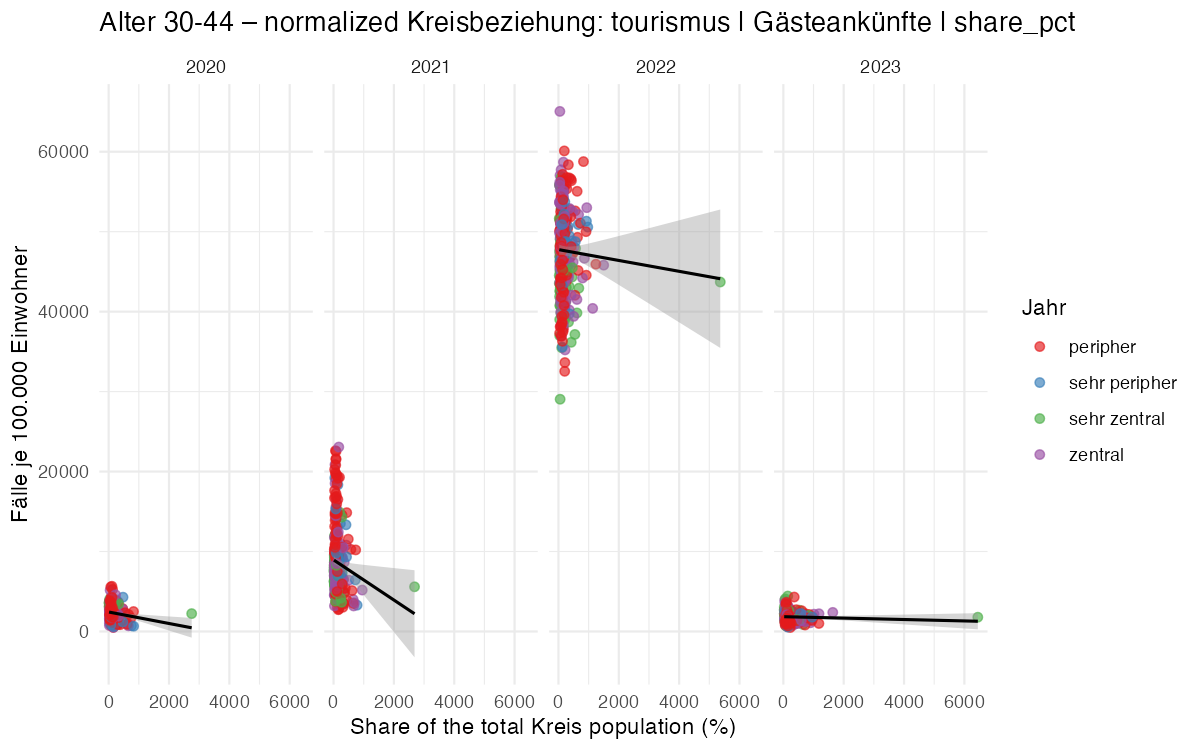 Alter 30-44 – normalized Kreisbeziehung: tourismus | Gästeankünfte | share_pct
2020 2021 2022 2023
60000
40000
20000
0
0 2000 4000 6000 0 2000 4000 6000 0 2000 4000 6000 0 2000 4000 6000
Share of the total Kreis population (%)
Fälle je 100.000 Einwohner
Jahr
peripher
sehr peripher
sehr zentral
zentral